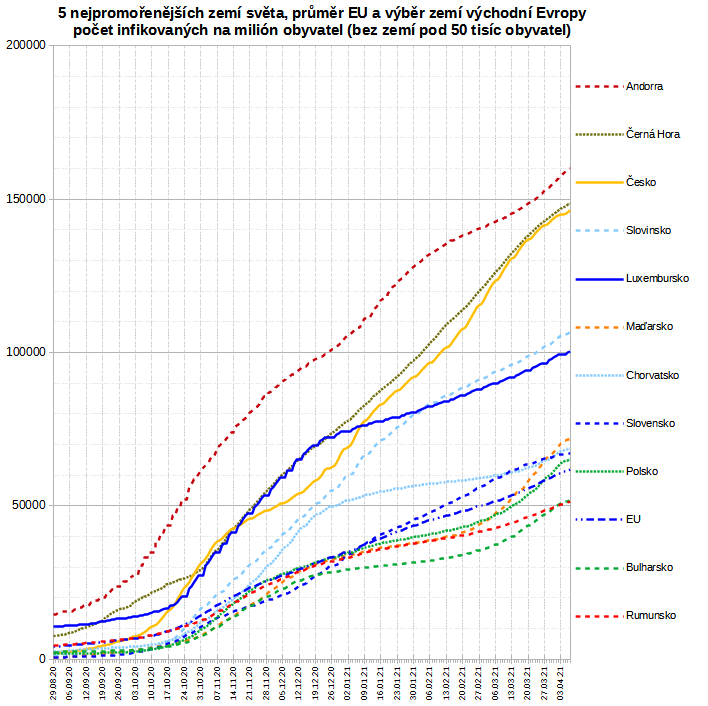 5 nejpromořenějších zemí světa, průměr EU a výběr zemí východní Evropy
počet infikovaných na milión obyvatel (bez zemí pod 50 tisíc obyvatel)
200000
150000
100000
50000
0
Andorra
Černá Hora
Česko
Slovinsko
Luxembursko
Maďarsko
Chorvatsko
Slovensko
Polsko
EU
Bulharsko
Rumunsko
29.08.20
05.09.20
12.09.20
19.09.20
26.09.20
03.10.20
10.10.20
17.10.20
24.10.20
31.10.20
07.11.20
14.11.20
21.11.20
28.11.20
05.12.20
12.12.20
19.12.20
26.12.20
02.01.21
09.01.21
16.01.21
23.01.21
30.01.21
06.02.21
13.02.21
20.02.21
27.02.21
06.03.21
13.03.21
20.03.21
27.03.21
03.04.21